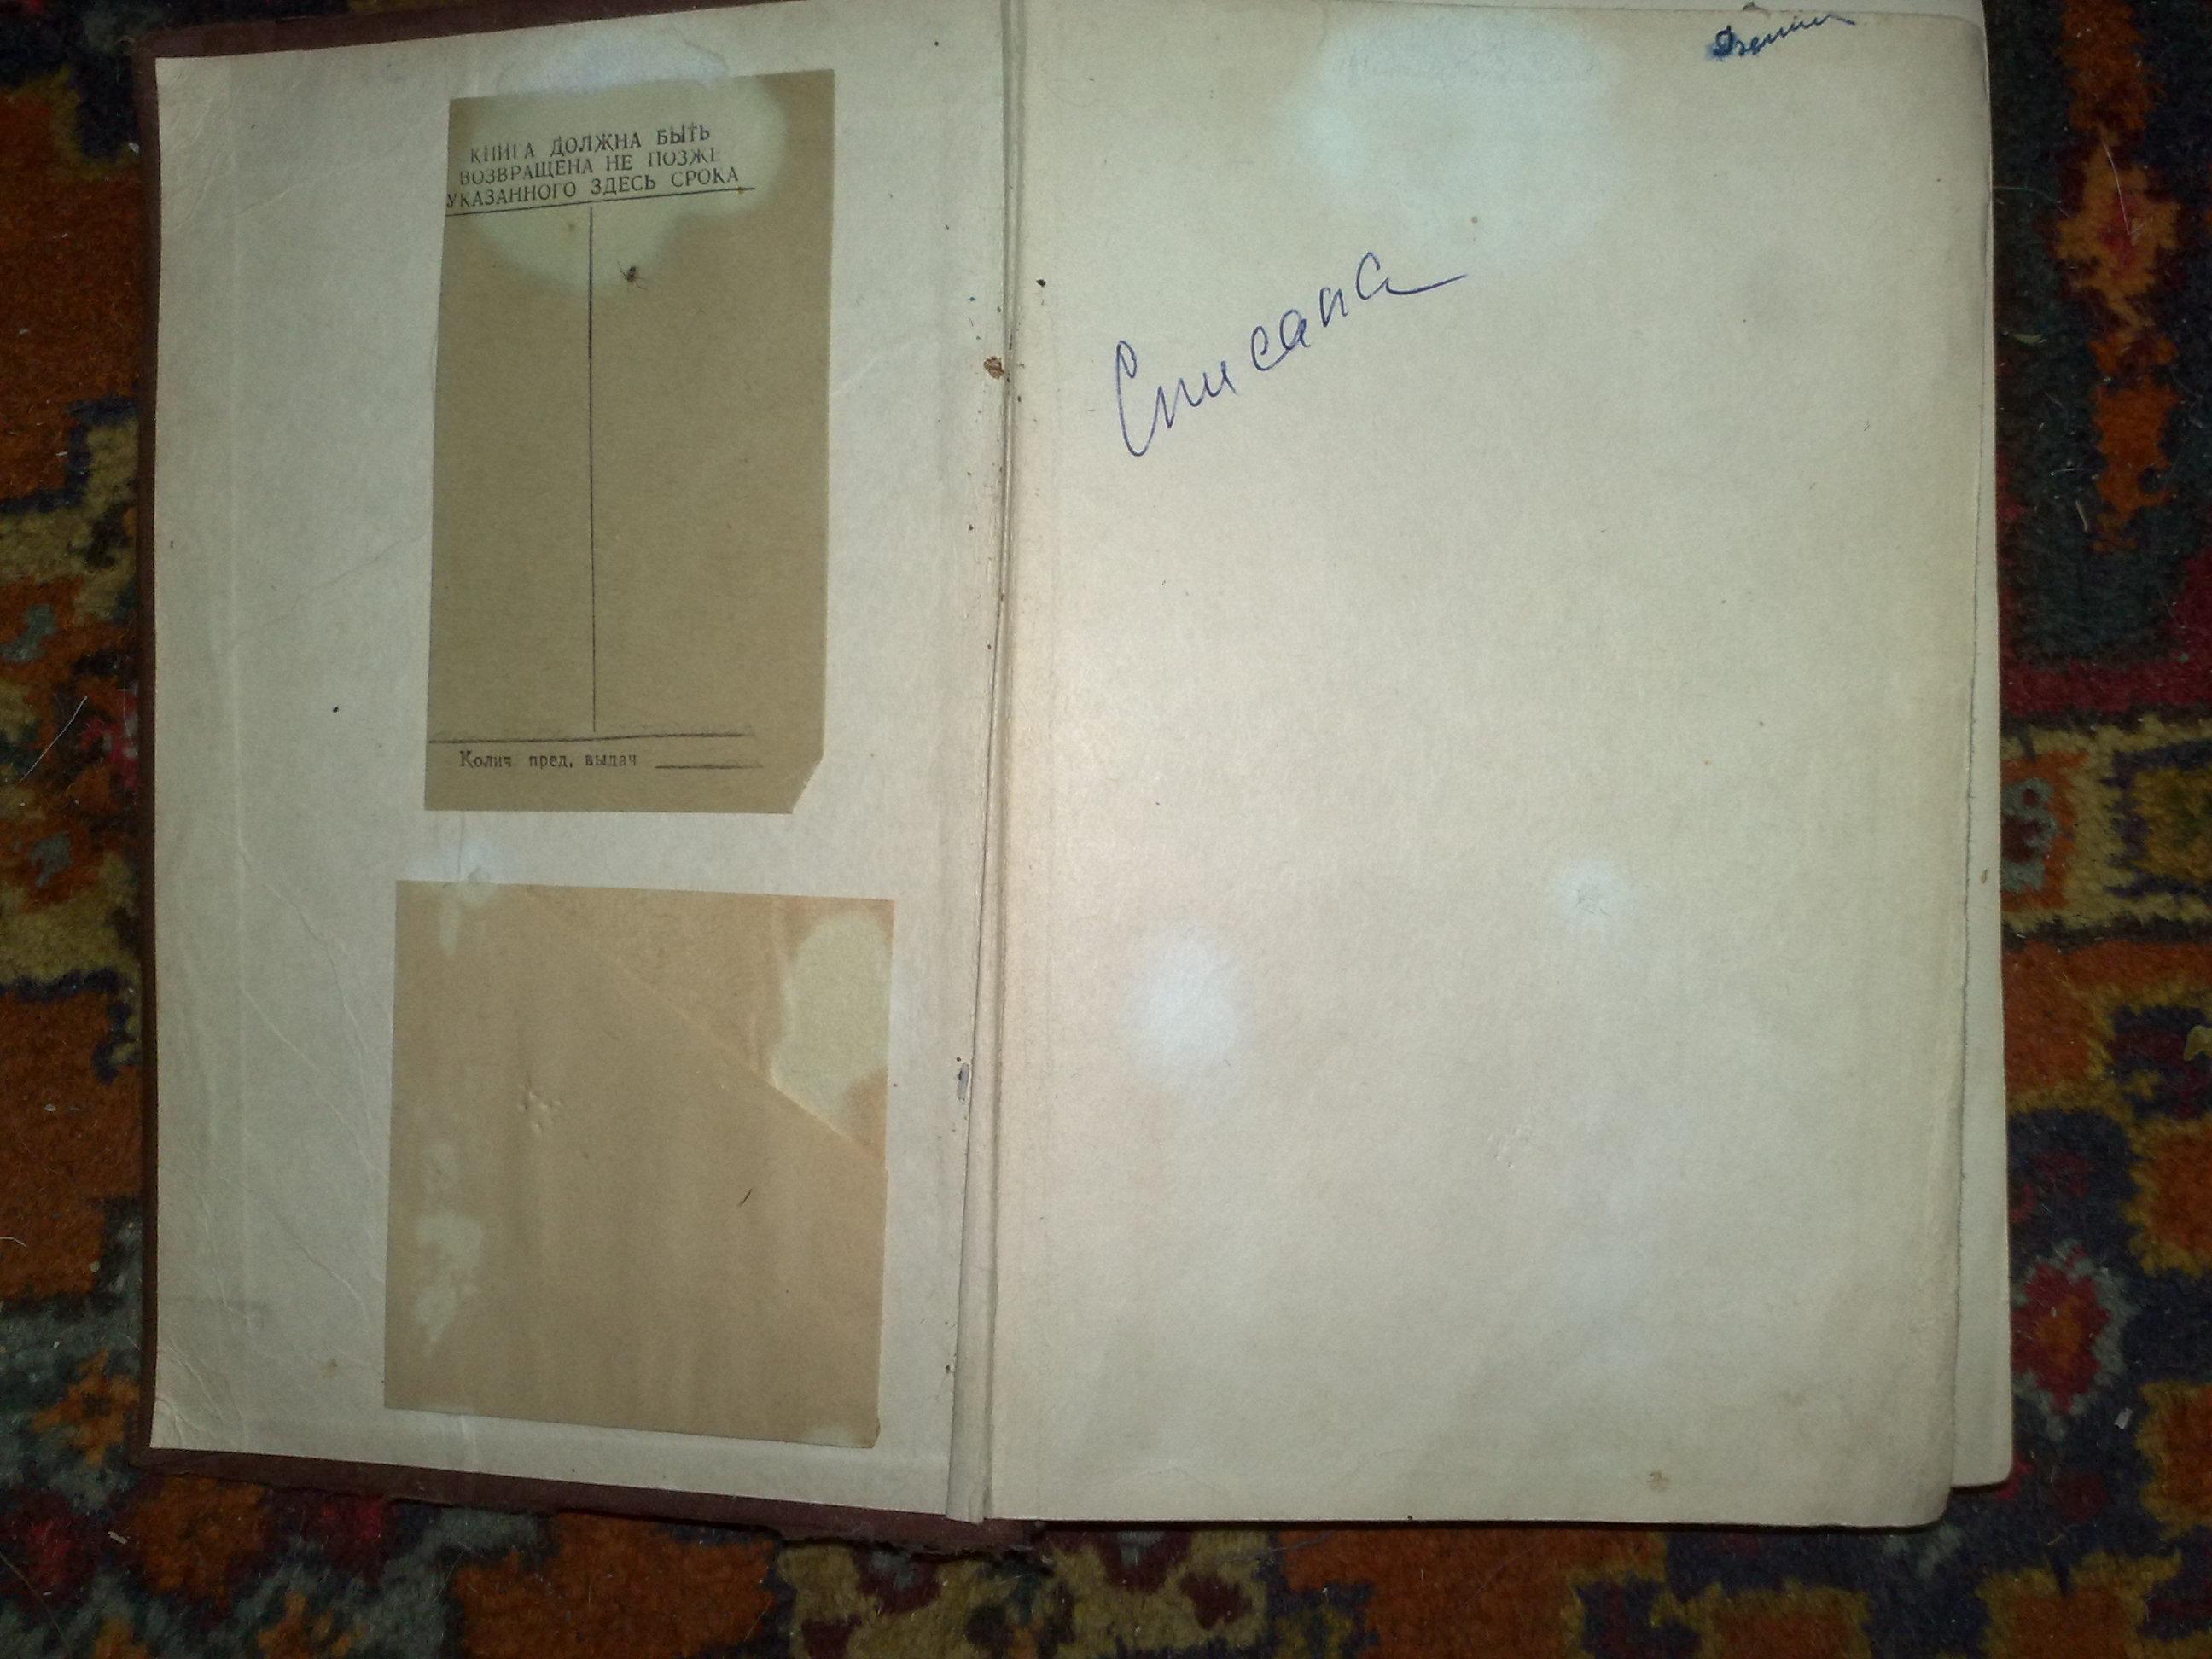 КНИГА ДОЛЖНА БЫТЬ
ВОЗВРАЩЕНА НЕ ПОЗЖЕ
УКАЗАННОГО ЗДЕСЬ СРОКА
Колич. пред. выдач
Списана